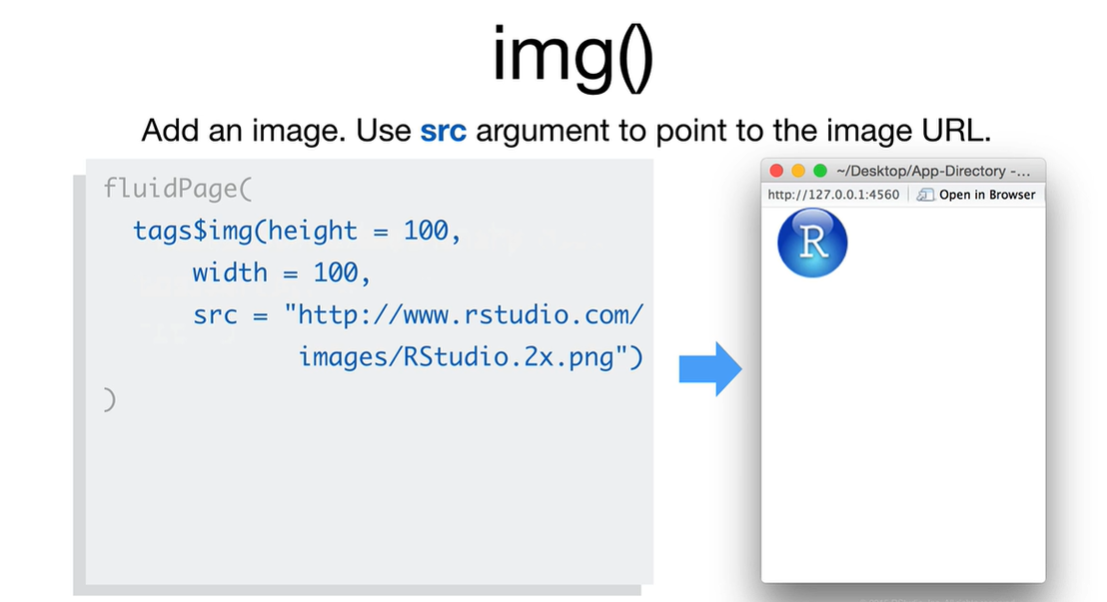 img()
Add an image. Use src argument to point to the image URL.
fluidPage(
tags$img(height = 100,
width = 100,
src = "http://www.rstudio.com/
images/RStudio.2x.png")
)
~/Desktop/App-Directory -...
http://127.0.0.1:4560 Open in Browser
R